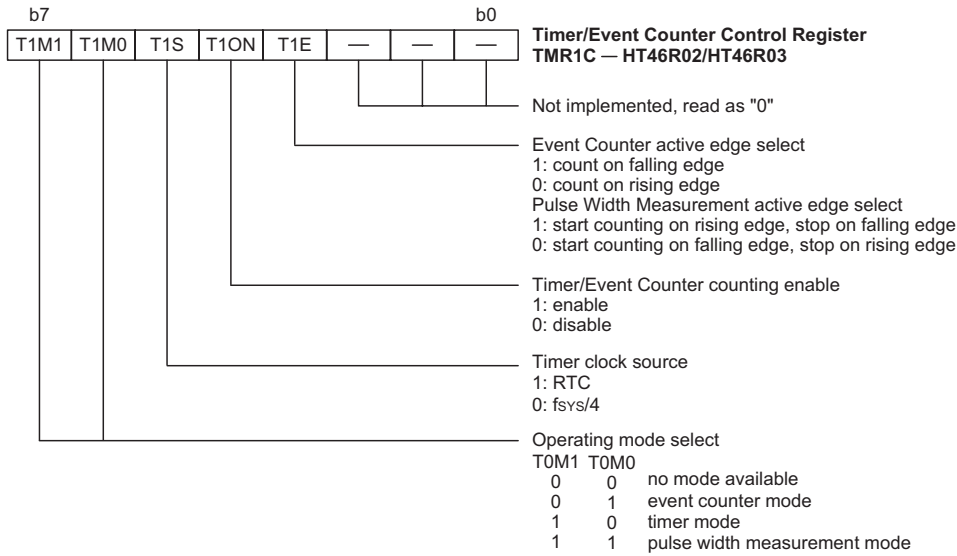 b7 b0
T1M1 T1M0 T1S T1ON T1E — — —
Timer/Event Counter Control Register
TMR1C — HT46R02/HT46R03
Not implemented, read as "0"
Event Counter active edge select
1: count on falling edge
0: count on rising edge
Pulse Width Measurement active edge select
1: start counting on rising edge, stop on falling edge
0: start counting on falling edge, stop on rising edge
Timer/Event Counter counting enable
1: enable
0: disable
Timer clock source
1: RTC
0: fSYS/4
Operating mode select
T0M1 T0M0
0 0 no mode available
0 1 event counter mode
1 0 timer mode
1 1 pulse width measurement mode